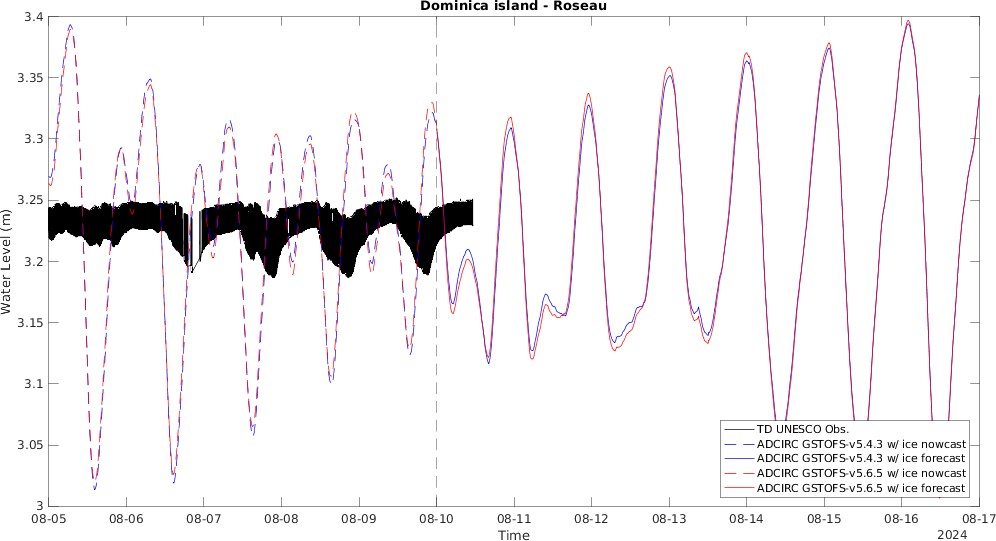 Dominica island - Roseau
3.4
3.35
3.3
3.25
3.2
3.15
3.1
3.05
3
Water Level (m)
TD UNESCO Obs.
ADCIRC GSTOFS-v5.4.3 w/ ice nowcast
ADCIRC GSTOFS-v5.4.3 w/ ice forecast
ADCIRC GSTOFS-v5.6.5 w/ ice nowcast
ADCIRC GSTOFS-v5.6.5 w/ ice forecast
08-05 08-06 08-07 08-08 08-09 08-10 08-11 08-12 08-13 08-14 08-15 08-16 08-17
Time
2024